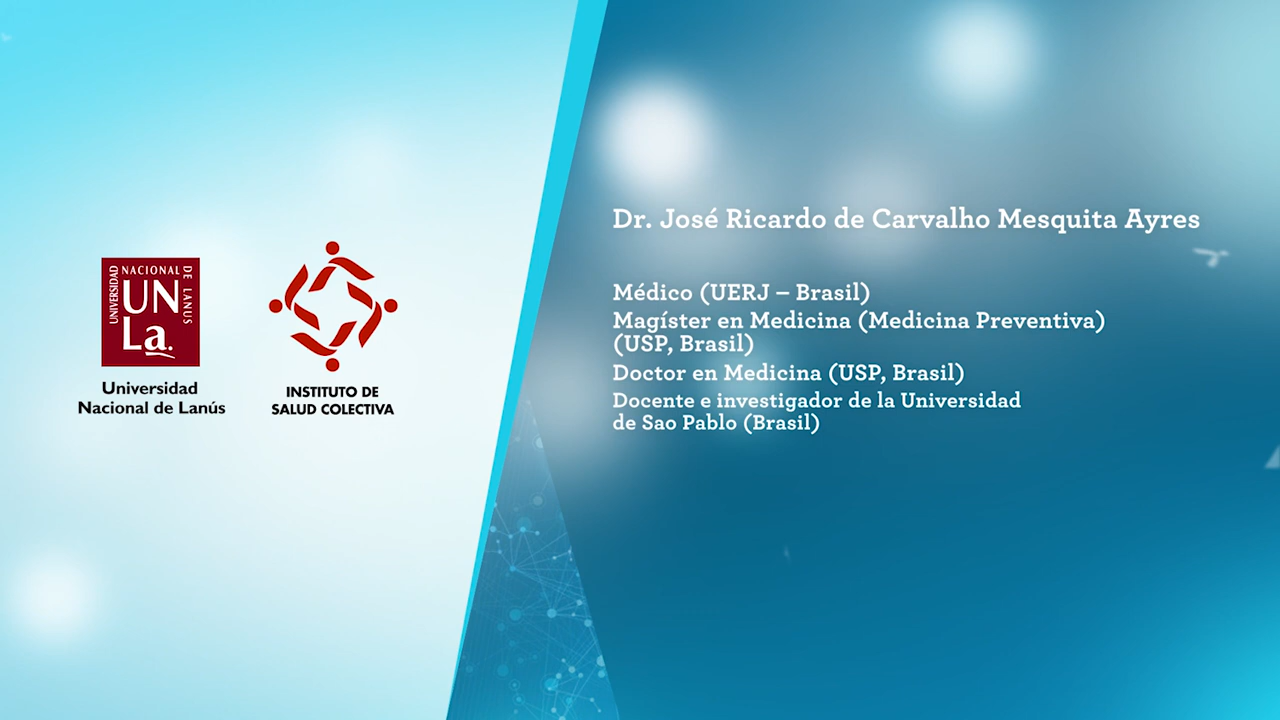 UNIVERSIDAD NACIONAL DE LANUS
UN
La.
Universidad
Nacional de Lanús
INSTITUTO DE
SALUD COLECTIVA
Dr. José Ricardo de Carvalho Mesquita Ayres
Médico (UERJ – Brasil)
Magíster en Medicina (Medicina Preventiva)
(USP, Brasil)
Doctor en Medicina (USP, Brasil)
Docente e investigador de la Universidad
de Sao Pablo (Brasil)